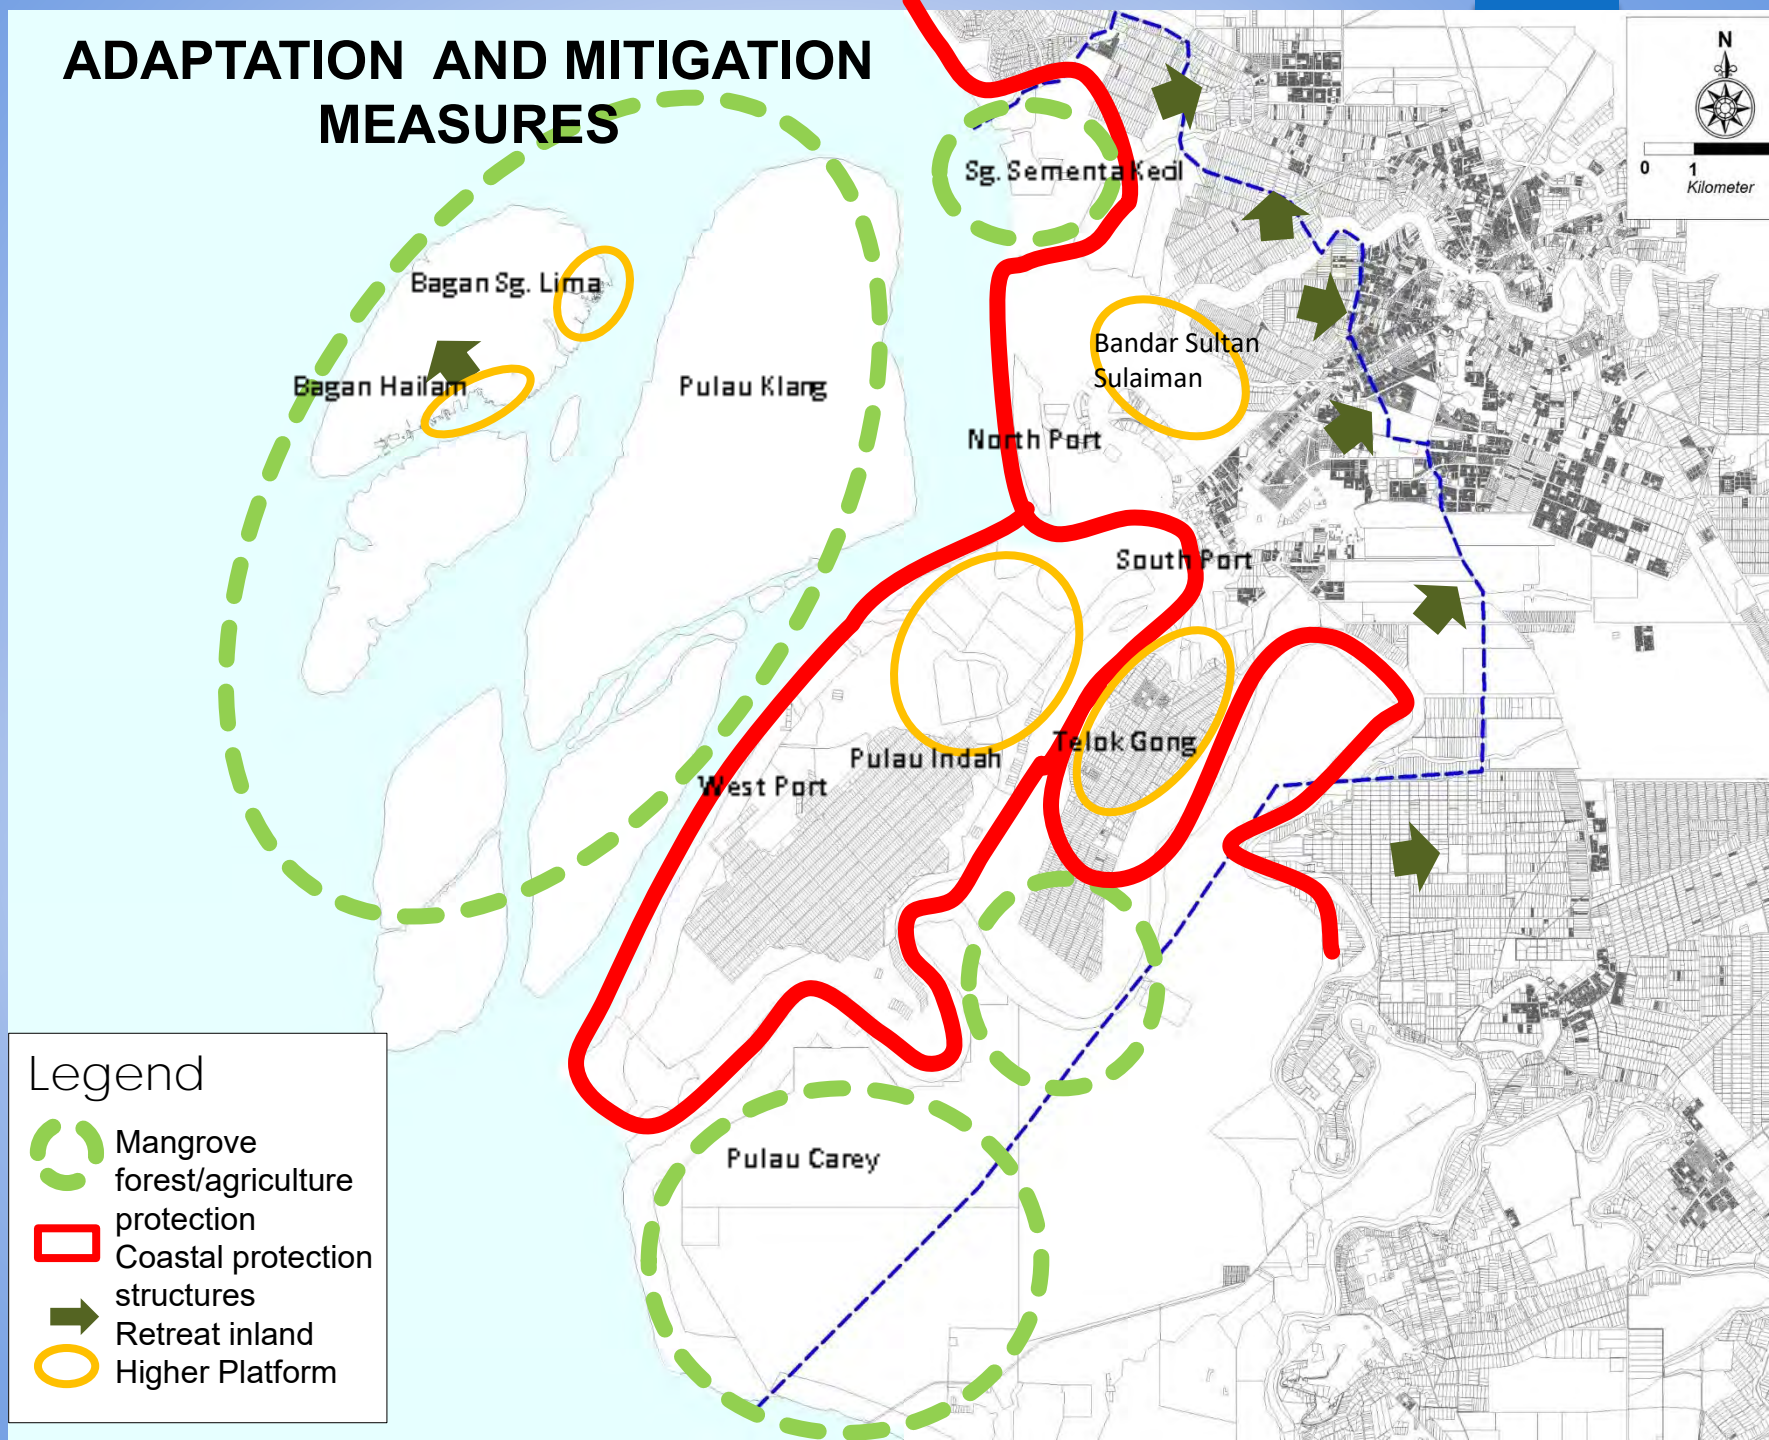 ADAPTATION AND MITIGATION
MEASURES
N
0 1
Kilometer
Sg. Sementa Kecil
Bagan Sg. Lima
Bandar Sultan
Sulaiman
Bagan Hailam
Pulau Klang
North Port
South Port
Telok Gong
Pulau Indah
West Port
Pulau Carey
Legend
Mangrove
forest/agriculture
protection
Coastal protection
structures
Retreat inland
Higher Platform